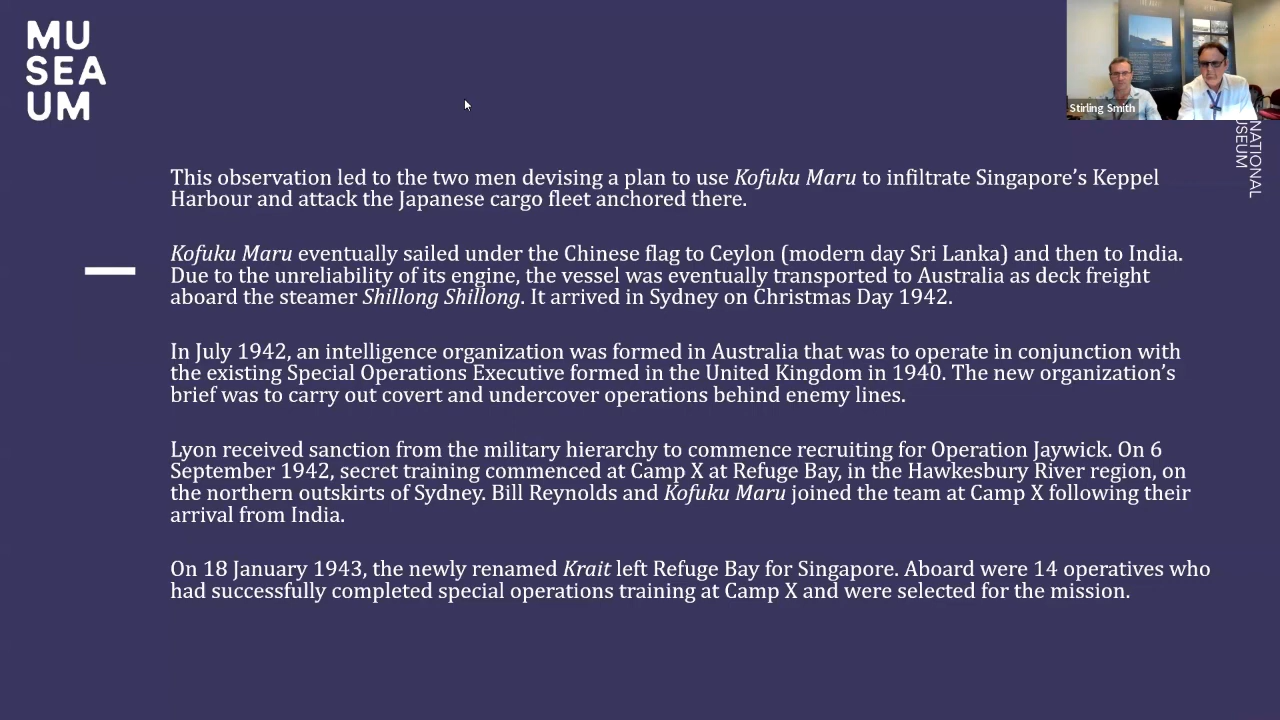 MU
SEA
UM
Stirling Smith
NATIONAL
USEUM
This observation led to the two men devising a plan to use Kofuku Maru to infiltrate Singapore’s Keppel
Harbour and attack the Japanese cargo fleet anchored there.
Kofuku Maru eventually sailed under the Chinese flag to Ceylon (modern day Sri Lanka) and then to India.
Due to the unreliability of its engine, the vessel was eventually transported to Australia as deck freight
aboard the steamer Shillong Shillong. It arrived in Sydney on Christmas Day 1942.
In July 1942, an intelligence organization was formed in Australia that was to operate in conjunction with
the existing Special Operations Executive formed in the United Kingdom in 1940. The new organization’s
brief was to carry out covert and undercover operations behind enemy lines.
Lyon received sanction from the military hierarchy to commence recruiting for Operation Jaywick. On 6
September 1942, secret training commenced at Camp X at Refuge Bay, in the Hawkesbury River region, on
the northern outskirts of Sydney. Bill Reynolds and Kofuku Maru joined the team at Camp X following their
arrival from India.
On 18 January 1943, the newly renamed Krait left Refuge Bay for Singapore. Aboard were 14 operatives who
had successfully completed special operations training at Camp X and were selected for the mission.